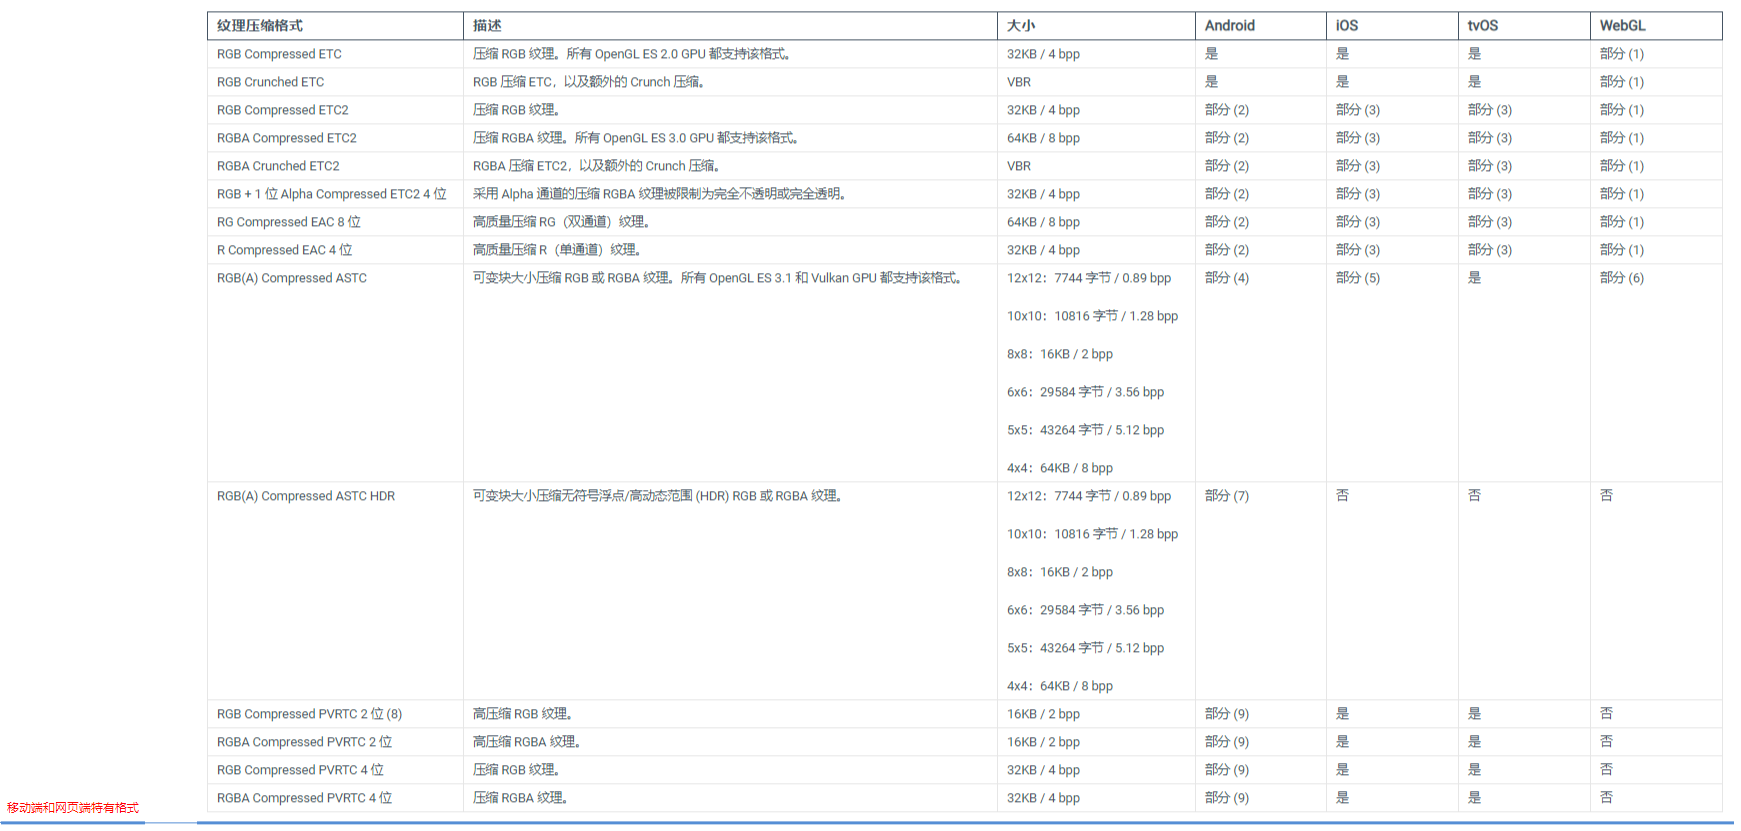 纹理压缩格式 描述 大小 Android iOS tvOS WebGL
RGB Compressed ETC 压缩 RGB 纹理。所有 OpenGL ES 2.0 GPU 都支持该格式。 32KB / 4 bpp 是 是 是 部分 (1)
RGB Crunched ETC RGB 压缩 ETC，以及额外的 Crunch 压缩。 VBR 是 是 是 部分 (1)
RGB Compressed ETC2 压缩 RGB 纹理。 32KB / 4 bpp 部分 (2) 部分 (3) 部分 (3) 部分 (1)
RGBA Compressed ETC2 压缩 RGBA 纹理。所有 OpenGL ES 3.0 GPU 都支持该格式。 64KB / 8 bpp 部分 (2) 部分 (3) 部分 (3) 部分 (1)
RGBA Crunched ETC2 RGBA 压缩 ETC2，以及额外的 Crunch 压缩。 VBR 部分 (2) 部分 (3) 部分 (3) 部分 (1)
RGB + 1 位 Alpha Compressed ETC2 4 位 采用 Alpha 通道的压缩 RGBA 纹理被限制为完全不透明或完全透明。 32KB / 4 bpp 部分 (2) 部分 (3) 部分 (3) 部分 (1)
RG Compressed EAC 8 位 高质量压缩 RG（双通道）纹理。 64KB / 8 bpp 部分 (2) 部分 (3) 部分 (3) 部分 (1)
R Compressed EAC 4 位 高质量压缩 R（单通道）纹理。 32KB / 4 bpp 部分 (2) 部分 (3) 部分 (3) 部分 (1)
RGB(A) Compressed ASTC 可变块大小压缩 RGB 或 RGBA 纹理。所有 OpenGL ES 3.1 和 Vulkan GPU 都支持该格式。 12x12：7744 字节 / 0.89 bpp 部分 (4) 部分 (5) 是 部分 (6)
10x10：10816 字节 / 1.28 bpp
8x8：16KB / 2 bpp
6x6：29584 字节 / 3.56 bpp
5x5：43264 字节 / 5.12 bpp
4x4：64KB / 8 bpp
RGB(A) Compressed ASTC HDR 可变块大小压缩无符号浮点/高动态范围 (HDR) RGB 或 RGBA 纹理。 12x12：7744 字节 / 0.89 bpp 部分 (7) 否 否 否
10x10：10816 字节 / 1.28 bpp
8x8：16KB / 2 bpp
6x6：29584 字节 / 3.56 bpp
5x5：43264 字节 / 5.12 bpp
4x4：64KB / 8 bpp
RGB Compressed PVRTC 2 位 (8) 高压缩 RGB 纹理。 16KB / 2 bpp 部分 (9) 是 是 否
RGBA Compressed PVRTC 2 位 高压缩 RGBA 纹理。 16KB / 2 bpp 部分 (9) 是 是 否
RGB Compressed PVRTC 4 位 压缩 RGB 纹理。 32KB / 4 bpp 部分 (9) 是 是 否
RGBA Compressed PVRTC 4 位 压缩 RGBA 纹理。 32KB / 4 bpp 部分 (9) 是 是 否
移动端和网页端特有格式